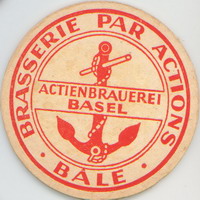 BRASSERIE PAR ACTIONS
ACTIENBRAUEREI
BASEL
· BÂLE ·